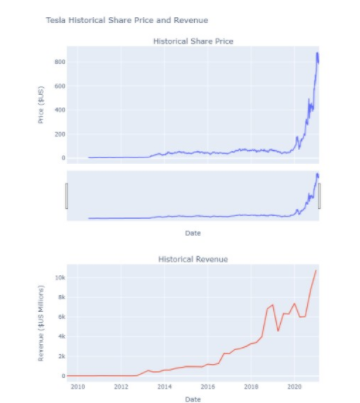 Tesla Historical Share Price and Revenue
Historical Share Price
800
600
400
200
0
Price ($US)
Date
Historical Revenue
10k
8k
6k
4k
2k
0
Revenue ($US Millions)
2010 2012 2014 2016 2018 2020
Date